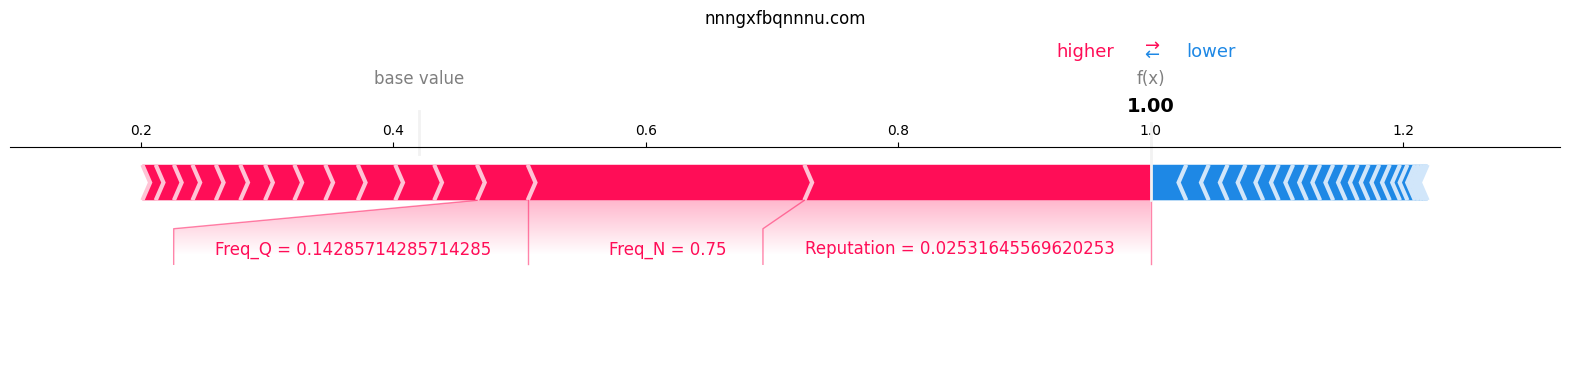 nnngxfbqnnnu.com
higher → ← lower
base value f(x)
1.00
0.2 0.4 0.6 0.8 1.0 1.2
Freq_Q = 0.14285714285714285 Freq_N = 0.75 Reputation = 0.02531645569620253